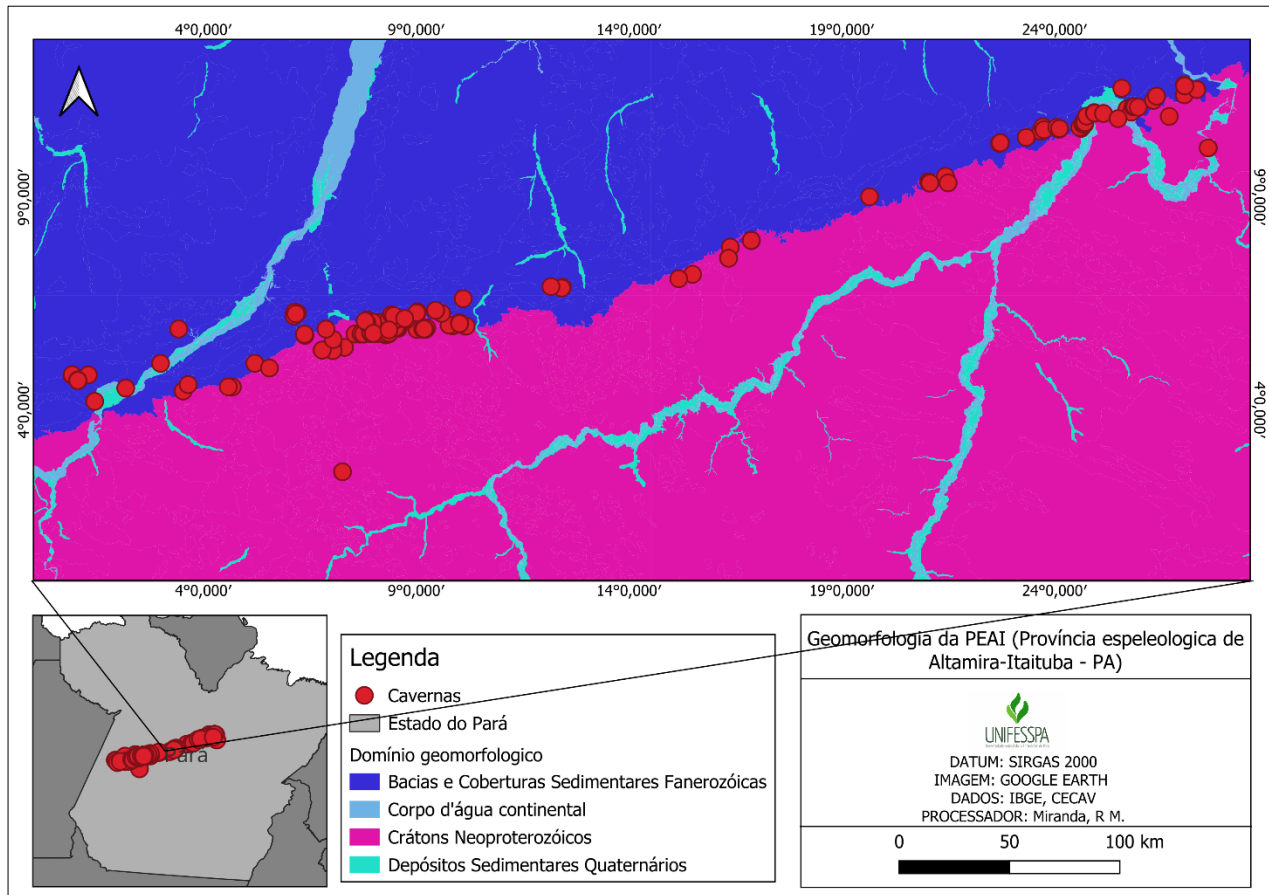 4°0,000′ 9°0,000′ 14°0,000′ 19°0,000′ 24°0,000′
9°0,000′ 9°0,000′
4°0,000′ 4°0,000′
4°0,000′ 9°0,000′ 14°0,000′ 19°0,000′ 24°0,000′
Pará
Legenda
Cavernas
Estado do Pará
Domínio geomorfologico
Bacias e Coberturas Sedimentares Fanerozóicas
Corpo d'água continental
Crátons Neoproterozóicos
Depósitos Sedimentares Quaternários
Geomorfologia da PEAI (Província espeleologica de
Altamira-Itaituba - PA)
UNIFESSPA
DATUM: SIRGAS 2000
IMAGEM: GOOGLE EARTH
DADOS: IBGE, CECAV
PROCESSADOR: Miranda, R M.
0 50 100 km